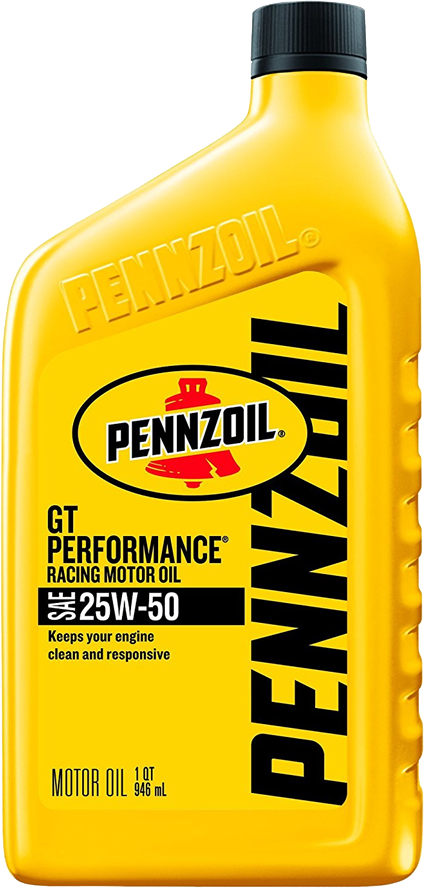 PENNZOIL®
PENNZOIL®
GT
PERFORMANCE®
RACING MOTOR OIL
SAE 25W-50
Keeps your engine
clean and responsive
MOTOR OIL 1 QT
946 mL
PENNZOIL